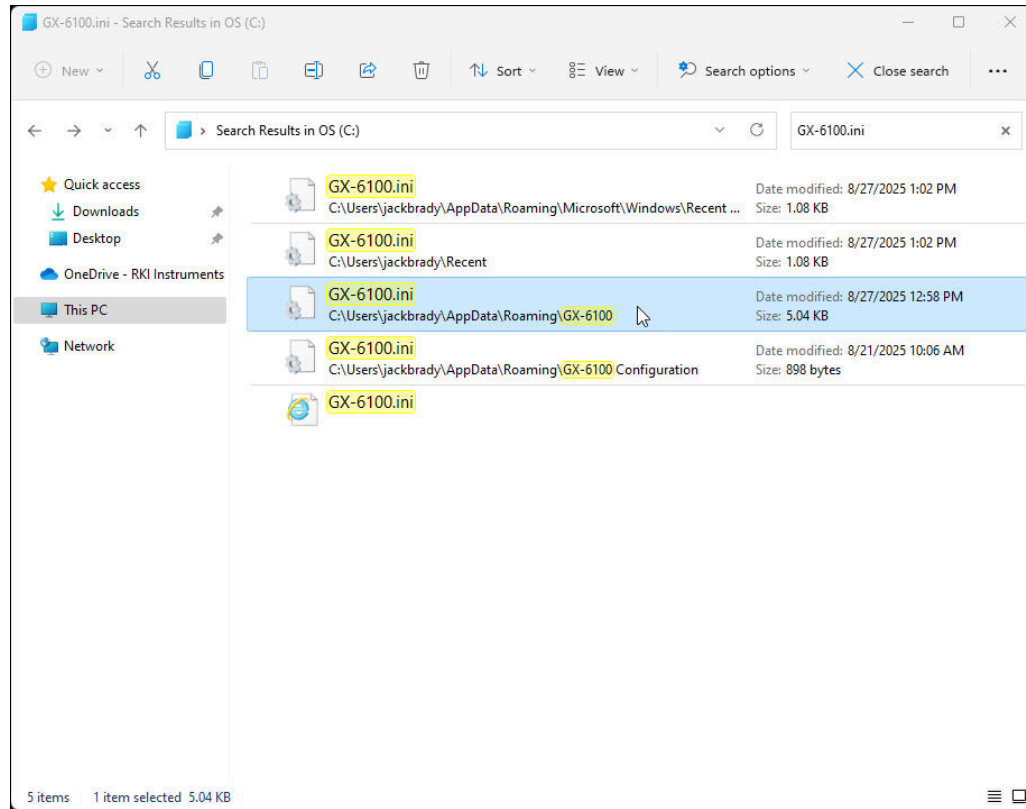 GX-6100.ini - Search Results in OS (C:)
New
Sort
View
Search options
Close search
Search Results in OS (C:)
GX-6100.ini
Quick access
Downloads
Desktop
OneDrive - RKI Instruments
This PC
Network
GX-6100.ini
Date modified: 8/27/2025 1:02 PM
C:\Users\jackbrady\AppData\Roaming\Microsoft\Windows\Recent ...
Size: 1.08 KB
GX-6100.ini
Date modified: 8/27/2025 1:02 PM
C:\Users\jackbrady\Recent
Size: 1.08 KB
GX-6100.ini
Date modified: 8/27/2025 12:58 PM
C:\Users\jackbrady\AppData\Roaming\GX-6100
Size: 5.04 KB
GX-6100.ini
Date modified: 8/21/2025 10:06 AM
C:\Users\jackbrady\AppData\Roaming\GX-6100 Configuration
Size: 898 bytes
GX-6100.ini
5 items 1 item selected 5.04 KB